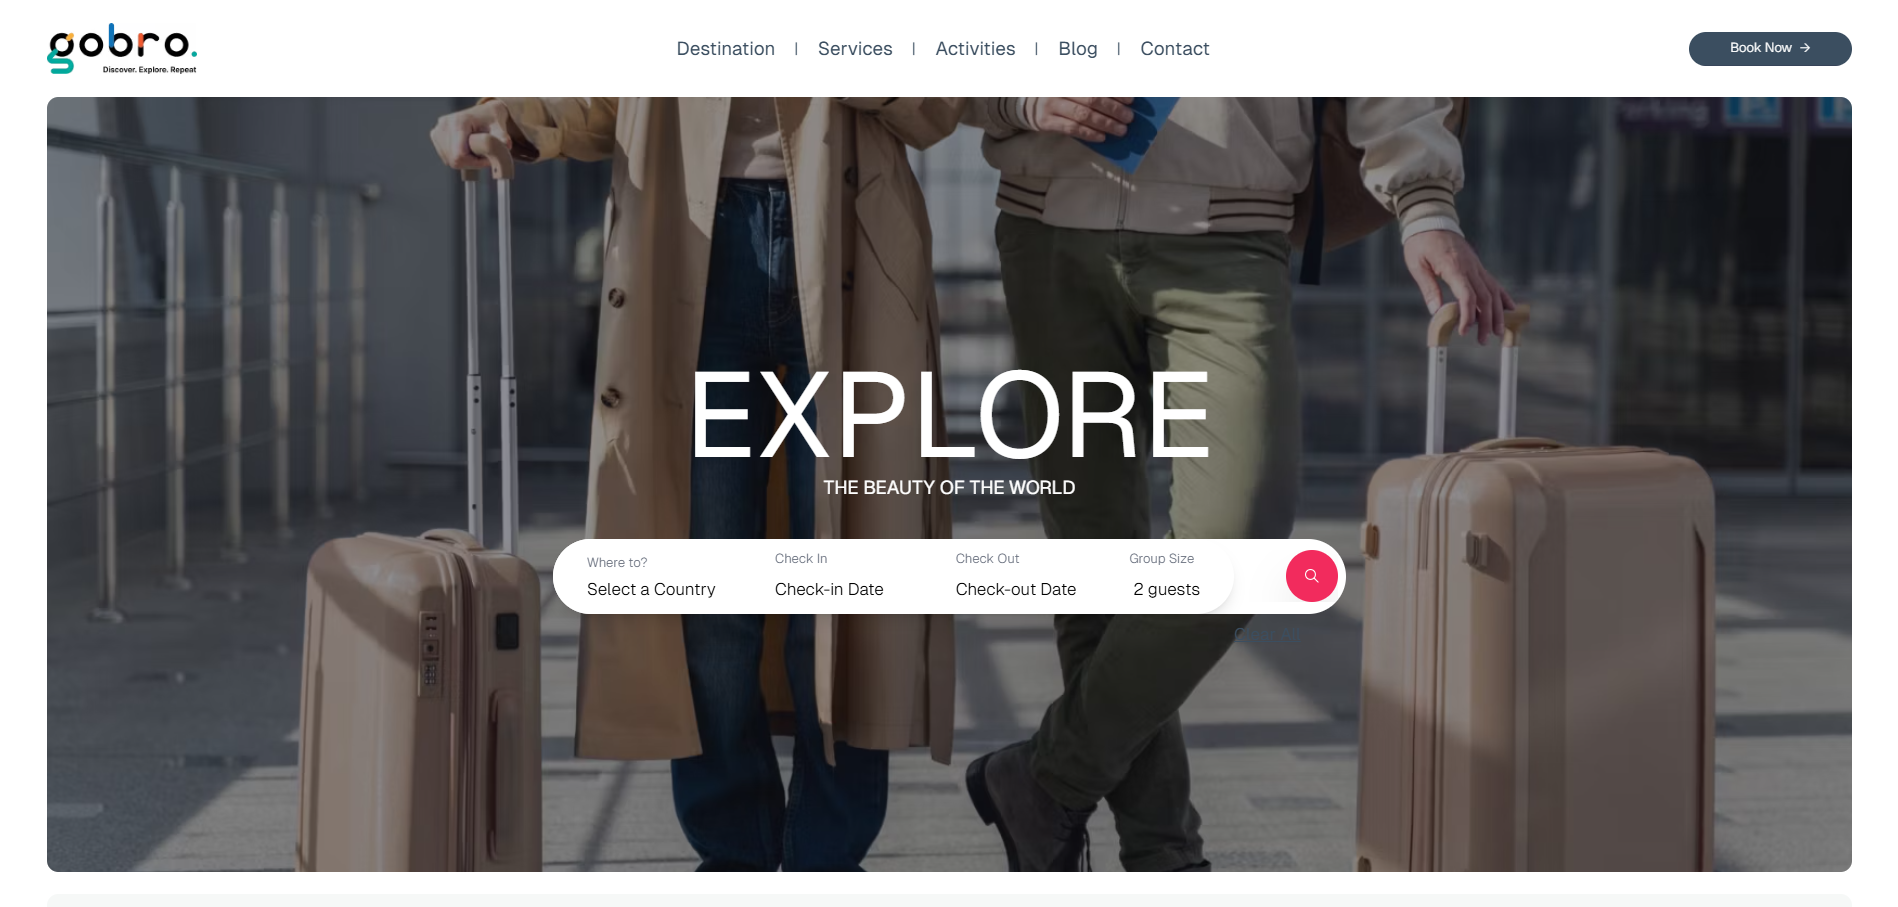 gobro.
Discover. Explore. Repeat
Destination | Services | Activities | Blog | Contact
Book Now →
Parking
EXPLORE
THE BEAUTY OF THE WORLD
Where to? Check In Check Out Group Size
Select a Country Check-in Date Check-out Date 2 guests